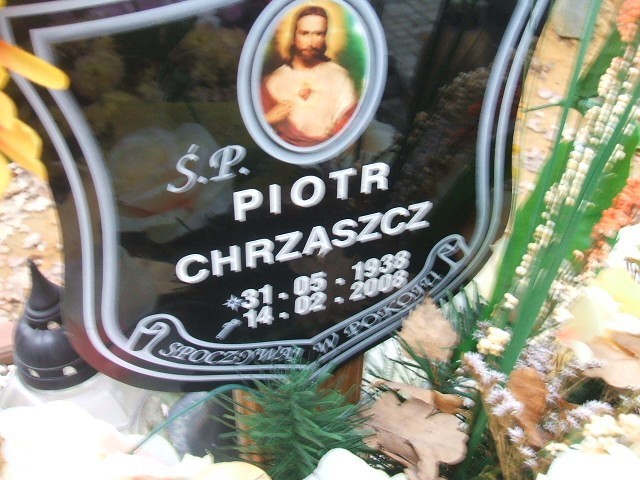 Ś.P.
PIOTR
CHRZĄSZCZ
31 - 05 - 1938
14 - 02 - 2008
SPOCZYWAJ W POKOJU